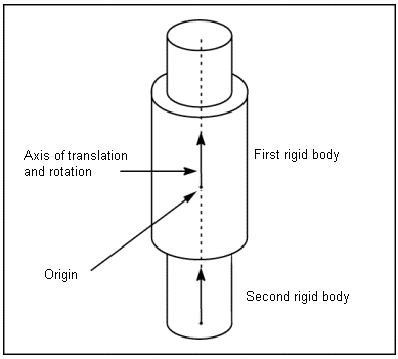 Axis of translation
and rotation
First rigid body
Origin
Second rigid body